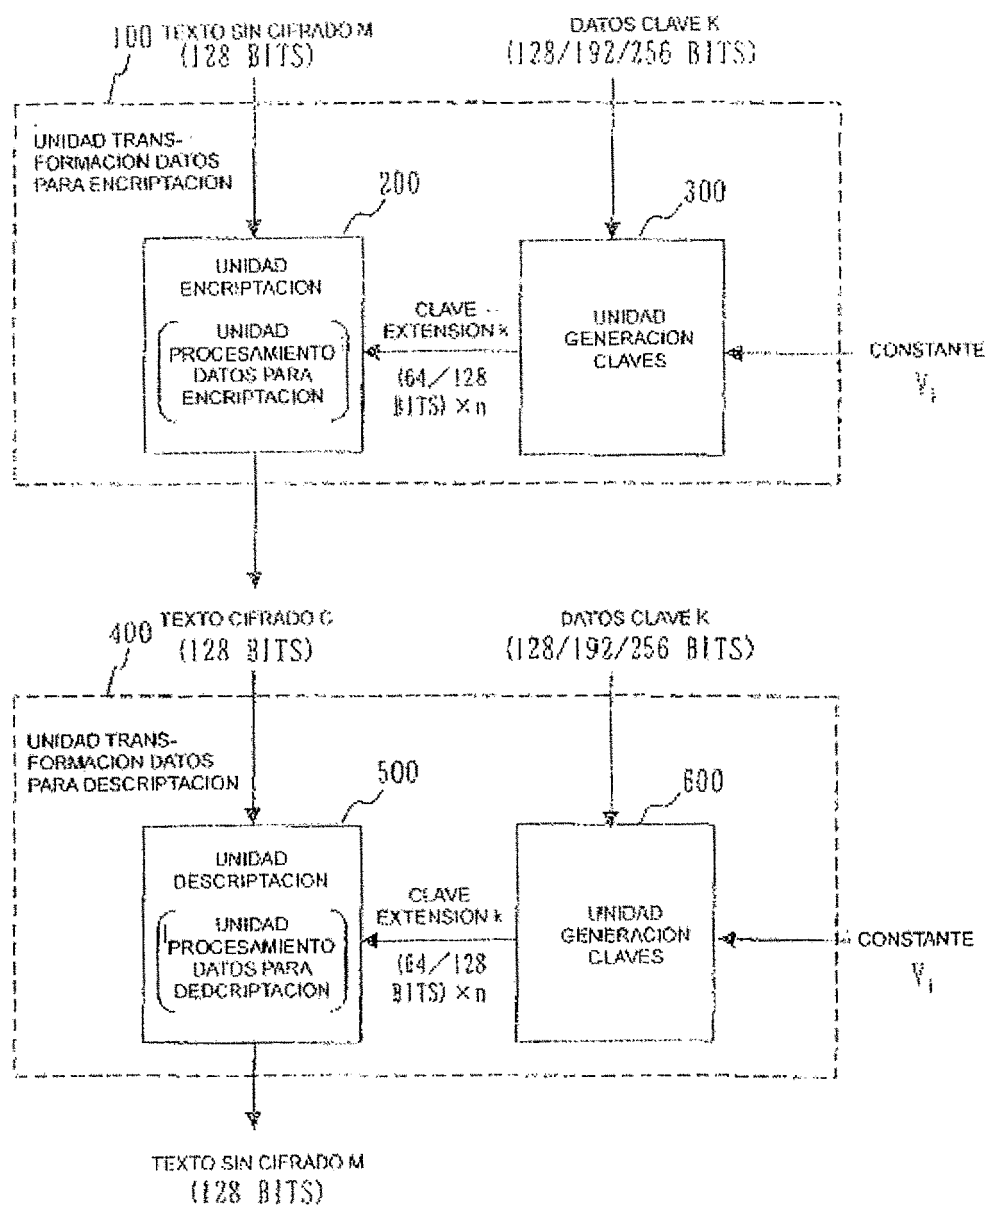 100
TEXTO SIN CIFRADO M
(128 BITS)
DATOS CLAVE K
(128/192/256 BITS)
UNIDAD TRANS-
FORMACION DATOS
PARA ENCRIPTACION
200
300
UNIDAD
ENCRIPTACION
UNIDAD
PROCESAMIENTO
DATOS PARA
ENCRIPTACION
CLAVE
EXTENSION k
(64/128
BITS) × n
UNIDAD
GENERACION
CLAVES
CONSTANTE
Vi
TEXTO CIFRADO C
(128 BITS)
DATOS CLAVE K
(128/192/256 BITS)
400
UNIDAD TRANS-
FORMACION DATOS
PARA DESCRIPTACION
500
600
UNIDAD
DESCRIPTACION
UNIDAD
PROCESAMIENTO
DATOS PARA
DEDCRIPTACION
CLAVE
EXTENSION k
(64/128
BITS) × n
UNIDAD
GENERACION
CLAVES
CONSTANTE
Vi
TEXTO SIN CIFRADO M
(128 BITS)